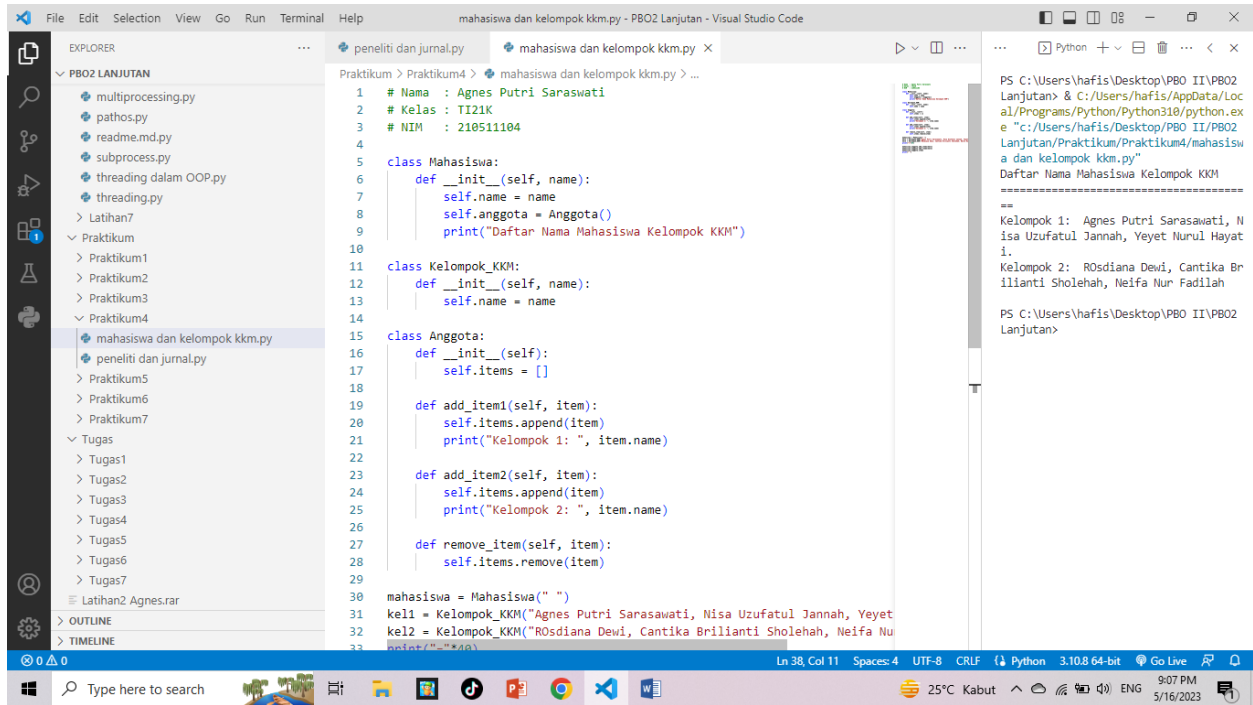 File Edit Selection View Go Run Terminal Help
mahasiswa dan kelompok kkm.py - PBO2 Lanjutan - Visual Studio Code
EXPLORER
PBO2 LANJUTAN
multiprocessing.py
pathos.py
readme.md.py
subprocess.py
threading dalam OOP.py
threading.py
Latihan7
Praktikum
Praktikum1
Praktikum2
Praktikum3
Praktikum4
mahasiswa dan kelompok kkm.py
peneliti dan jurnal.py
Praktikum5
Praktikum6
Praktikum7
Tugas
Tugas1
Tugas2
Tugas3
Tugas4
Tugas5
Tugas6
Tugas7
Latihan2 Agnes.rar
OUTLINE
TIMELINE
1
peneliti dan jurnal.py
mahasiswa dan kelompok kkm.py
Praktikum > Praktikum4 > mahasiswa dan kelompok kkm.py > ...
1 # Nama : Agnes Putri Saraswati
2 # Kelas : TI21K
3 # NIM : 210511104
4
5 class Mahasiswa:
6 def __init__(self, name):
7 self.name = name
8 self.anggota = Anggota()
9 print("Daftar Nama Mahasiswa Kelompok KKM")
10
11 class Kelompok_KKM:
12 def __init__(self, name):
13 self.name = name
14
15 class Anggota:
16 def __init__(self):
17 self.items = []
18
19 def add_item1(self, item):
20 self.items.append(item)
21 print("Kelompok 1: ", item.name)
22
23 def add_item2(self, item):
24 self.items.append(item)
25 print("Kelompok 2: ", item.name)
26
27 def remove_item(self, item):
28 self.items.remove(item)
29
30 mahasiswa = Mahasiswa(" ")
31 kel1 = Kelompok_KKM("Agnes Putri Sarasawati, Nisa Uzufatul Jannah, Yeyet
32 kel2 = Kelompok_KKM("ROsdiana Dewi, Cantika Brilianti Sholehah, Neifa Nu
33 print("="*40)
Python
PS C:\Users\hafis\Desktop\PBO II\PBO2
Lanjutan> & C:/Users/hafis/AppData/Loc
al/Programs/Python/Python310/python.ex
e "c:/Users/hafis/Desktop/PBO II/PBO2
Lanjutan/Praktikum/Praktikum4/mahasisw
a dan kelompok kkm.py"
Daftar Nama Mahasiswa Kelompok KKM
======================================
==
Kelompok 1:  Agnes Putri Sarasawati, N
isa Uzufatul Jannah, Yeyet Nurul Hayat
i.
Kelompok 2:  ROsdiana Dewi, Cantika Br
ilianti Sholehah, Neifa Nur Fadilah
PS C:\Users\hafis\Desktop\PBO II\PBO2
Lanjutan>
0 0
Ln 38, Col 11 Spaces: 4 UTF-8 CRLF Python 3.10.8 64-bit Go Live
Type here to search
25°C Kabut
ENG
9:07 PM
5/16/2023
1